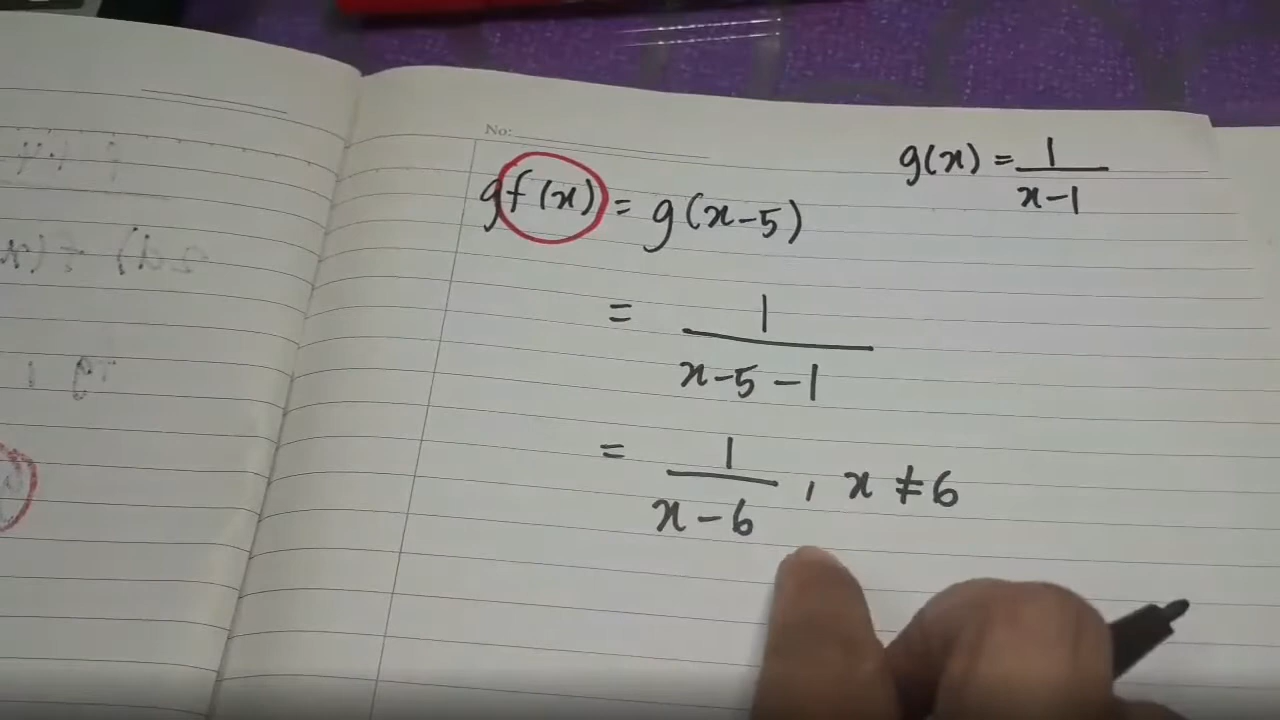 No:
g(x) = 1/(x-1)
gf(x) = g(x-5)
= 1/(x-5-1)
= 1/(x-6), x ≠ 6